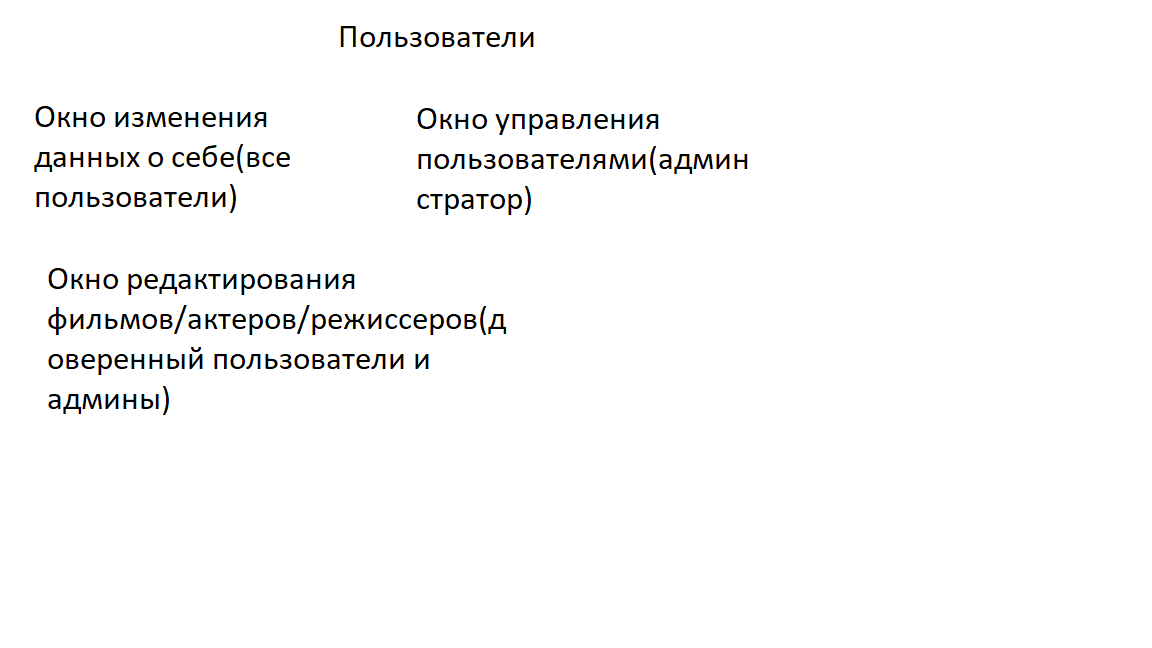 Пользователи
Окно изменения
данных о себе(все
пользователи)
Окно управления
пользователями(админ
стратор)
Окно редактирования
фильмов/актеров/режиссеров(д
оверенный пользователи и
админы)